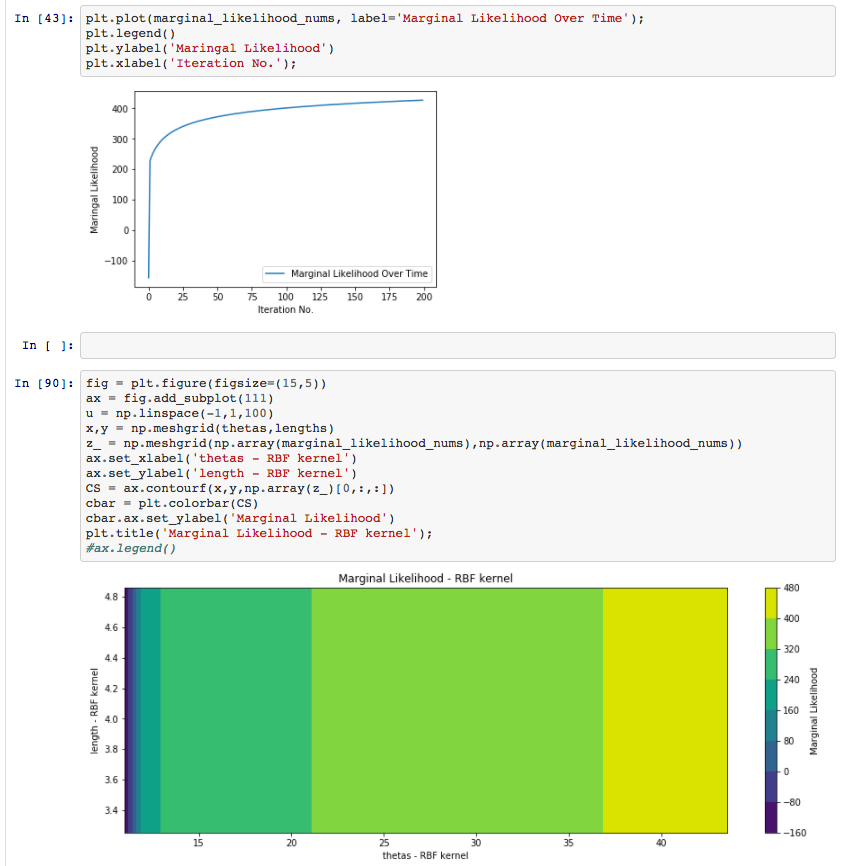 In [43]: plt.plot(marginal_likelihood_nums, label='Marginal Likelihood Over Time');
plt.legend()
plt.ylabel('Maringal Likelihood')
plt.xlabel('Iteration No.');
400
300
200
100
0
−100
Maringal Likelihood
Marginal Likelihood Over Time
0 25 50 75 100 125 150 175 200
Iteration No.
In [ ]:
In [90]: fig = plt.figure(figsize=(15,5))
ax = fig.add_subplot(111)
u = np.linspace(-1,1,100)
x,y = np.meshgrid(thetas,lengths)
z_ = np.meshgrid(np.array(marginal_likelihood_nums),np.array(marginal_likelihood_nums))
ax.set_xlabel('thetas - RBF kernel')
ax.set_ylabel('length - RBF kernel')
CS = ax.contourf(x,y,np.array(z_)[0,:,:])
cbar = plt.colorbar(CS)
cbar.ax.set_ylabel('Marginal Likelihood')
plt.title('Marginal Likelihood - RBF kernel');
#ax.legend()
Marginal Likelihood - RBF kernel
4.8
4.6
4.4
4.2
4.0
3.8
3.6
3.4
length - RBF kernel
15 20 25 30 35 40
thetas - RBF kernel
480
400
320
240
160
80
0
−80
−160
Marginal Likelihood